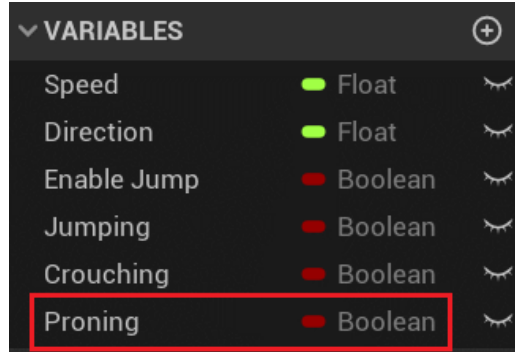 VARIABLES
Speed Float
Direction Float
Enable Jump Boolean
Jumping Boolean
Crouching Boolean
Proning Boolean